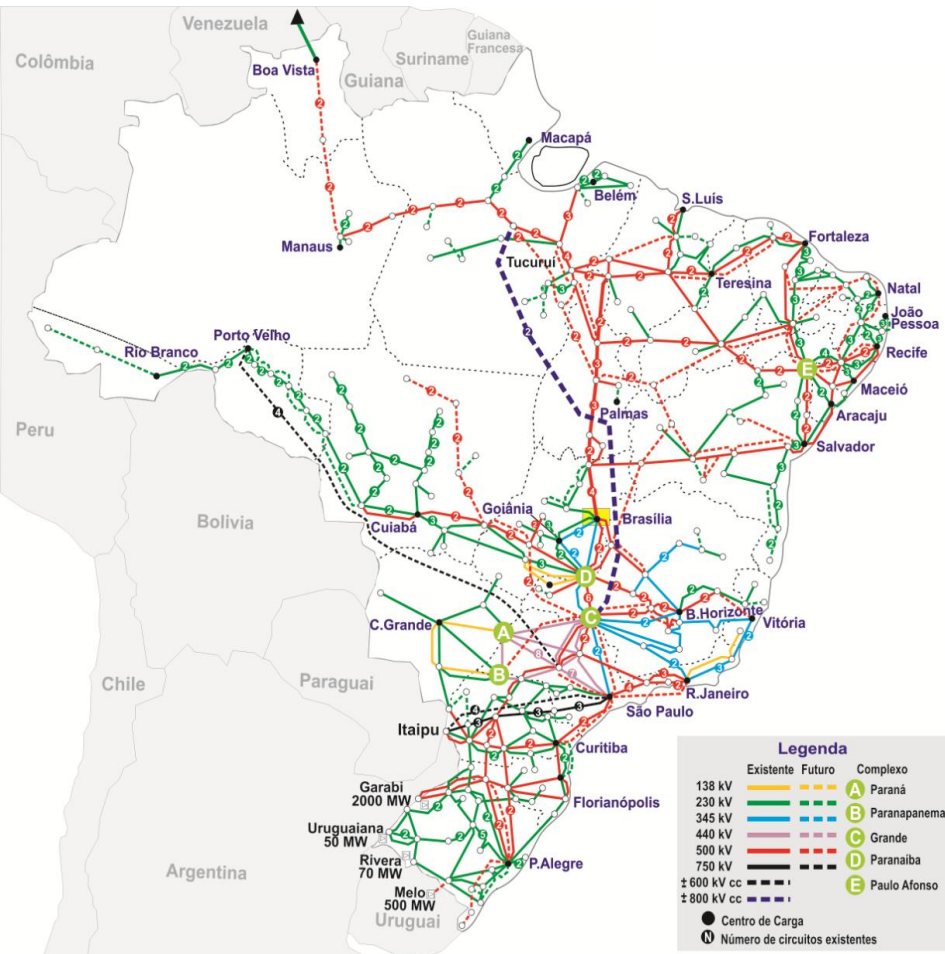 Venezuela
Guiana
Francesa
Suriname
Colômbia
Boa Vista
Guiana
Macapá
Belém
S.Luís
Manaus
Fortaleza
Tucuruí
Teresina
Natal
João
Pessoa
Porto Velho
Recife
Rio Branco
E
Maceió
Palmas
Aracaju
Peru
Salvador
Goiânia
Brasília
Cuiabá
Bolivia
D
C
B.Horizonte
Vitória
C.Grande
A
B
Chile
Paraguai
R.Janeiro
São Paulo
Itaipu
Curitiba
Garabi
2000 MW
Florianópolis
Uruguaiana
50 MW
Rivera
70 MW
P.Alegre
Argentina
Melo
500 MW
Uruguai
Legenda
Existente Futuro Complexo
138 kV
230 kV
345 kV
440 kV
500 kV
750 kV
±600 kV cc
±800 kV cc
A Paraná
B Paranapanema
C Grande
D Paranaíba
E Paulo Afonso
Centro de Carga
N Número de circuitos existentes